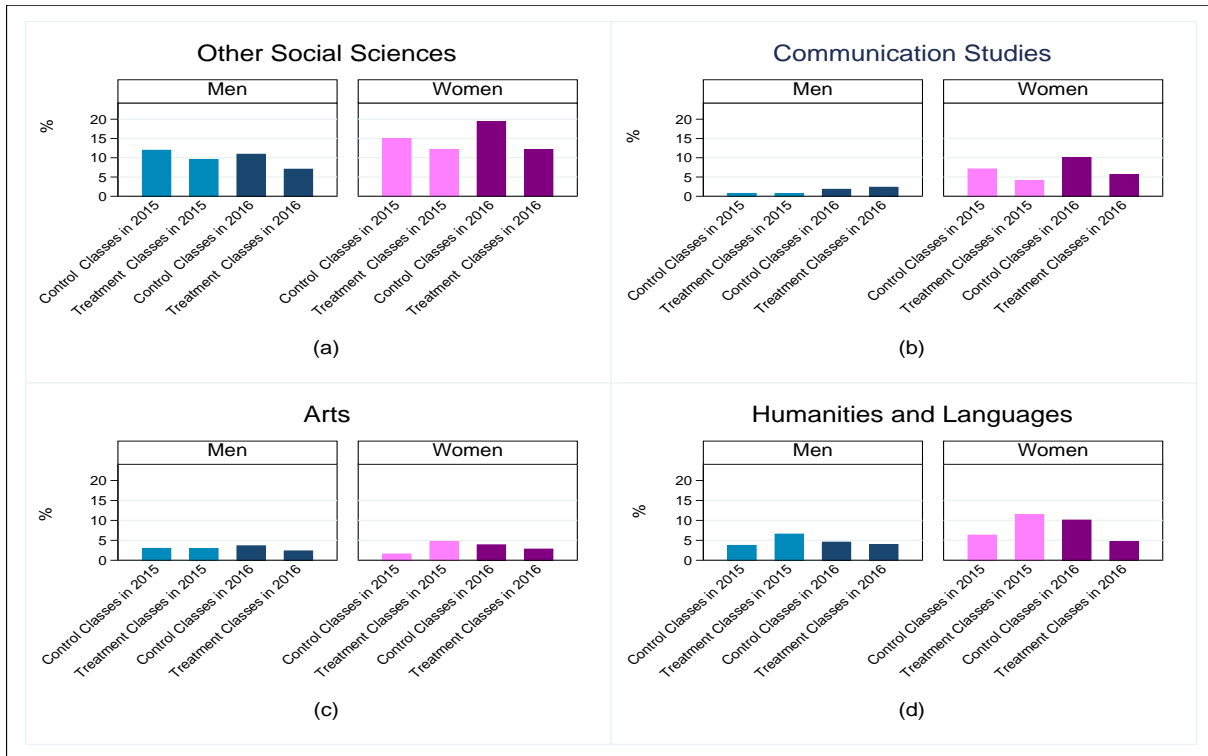 Other Social Sciences
Men
Women
%
20
15
10
5
0
Control Classes in 2015
Treatment Classes in 2015
Control Classes in 2016
Treatment Classes in 2016
Control Classes in 2015
Treatment Classes in 2015
Control Classes in 2016
Treatment Classes in 2016
(a)
Communication Studies
Men
Women
%
20
15
10
5
0
Control Classes in 2015
Treatment Classes in 2015
Control Classes in 2016
Treatment Classes in 2016
Control Classes in 2015
Treatment Classes in 2015
Control Classes in 2016
Treatment Classes in 2016
(b)
Arts
Men
Women
%
20
15
10
5
0
Control Classes in 2015
Treatment Classes in 2015
Control Classes in 2016
Treatment Classes in 2016
Control Classes in 2015
Treatment Classes in 2015
Control Classes in 2016
Treatment Classes in 2016
(c)
Humanities and Languages
Men
Women
%
20
15
10
5
0
Control Classes in 2015
Treatment Classes in 2015
Control Classes in 2016
Treatment Classes in 2016
Control Classes in 2015
Treatment Classes in 2015
Control Classes in 2016
Treatment Classes in 2016
(d)